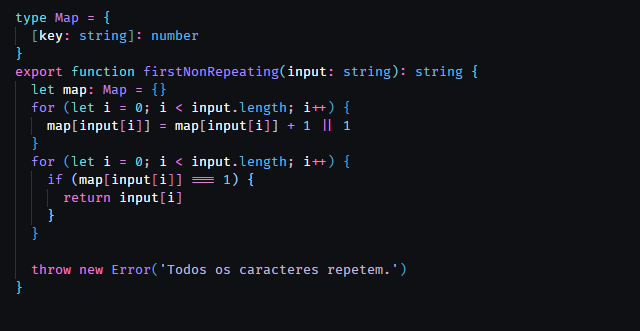 type Map = {
  [key: string]: number
}
export function firstNonRepeating(input: string): string {
  let map: Map = {}
  for (let i = 0; i < input.length; i++) {
    map[input[i]] = map[input[i]] + 1 || 1
  }
  for (let i = 0; i < input.length; i++) {
    if (map[input[i]] === 1) {
      return input[i]
    }
  }

  throw new Error('Todos os caracteres repetem.')
}